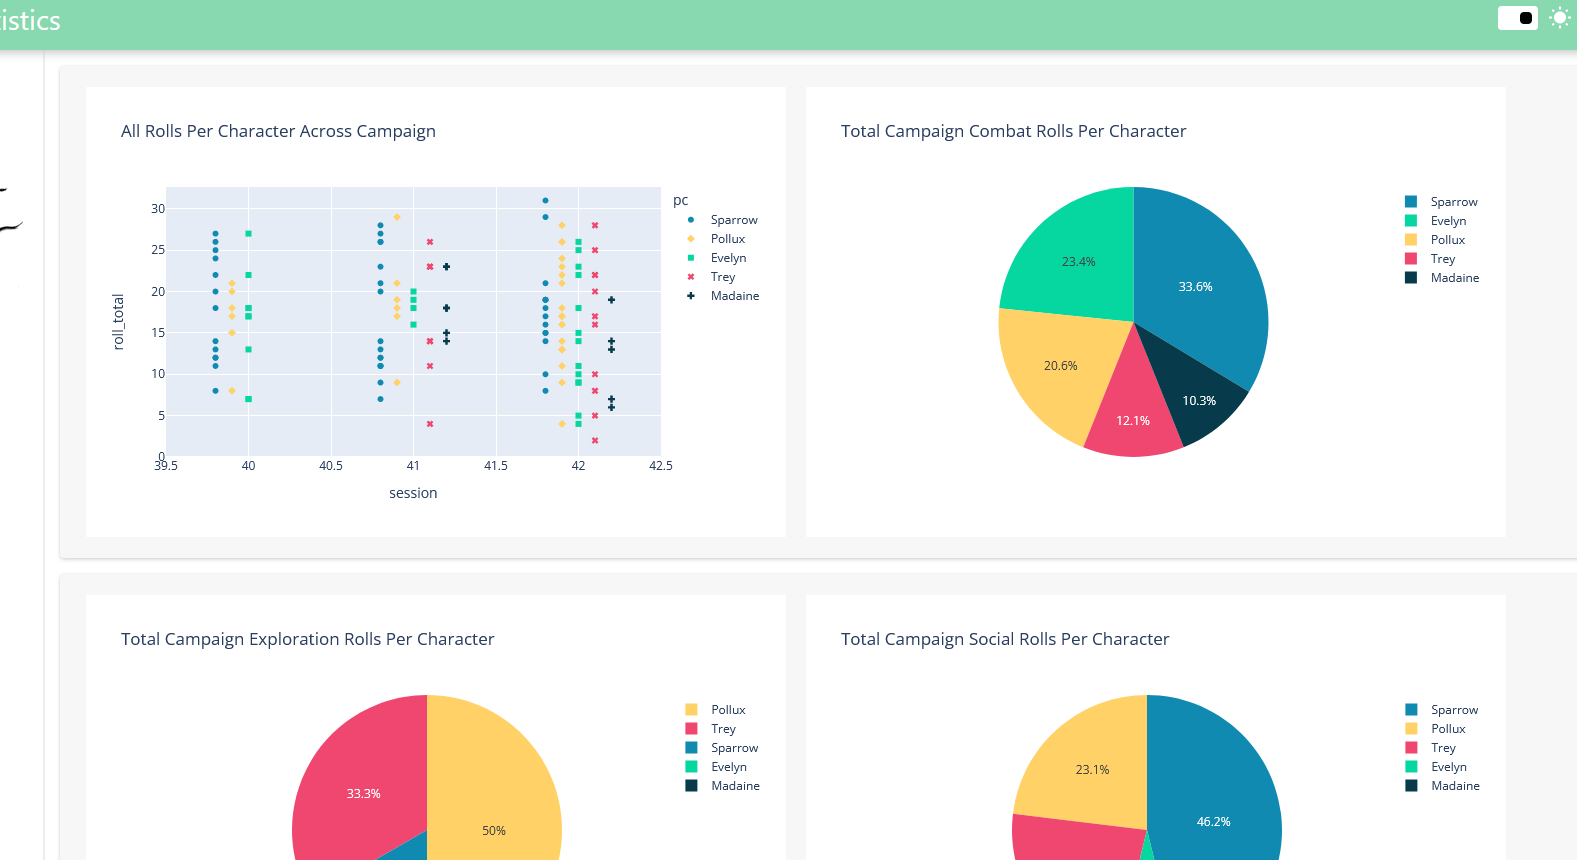 istics
All Rolls Per Character Across Campaign
roll_total
30
25
20
15
10
5
0
39.5 40 40.5 41 41.5 42 42.5
session
pc
Sparrow
Pollux
Evelyn
Trey
Madaine
Total Campaign Combat Rolls Per Character
23.4%
33.6%
20.6%
10.3%
12.1%
Sparrow
Evelyn
Pollux
Trey
Madaine
Total Campaign Exploration Rolls Per Character
33.3%
50%
Pollux
Trey
Sparrow
Evelyn
Madaine
Total Campaign Social Rolls Per Character
23.1%
46.2%
Sparrow
Pollux
Trey
Evelyn
Madaine